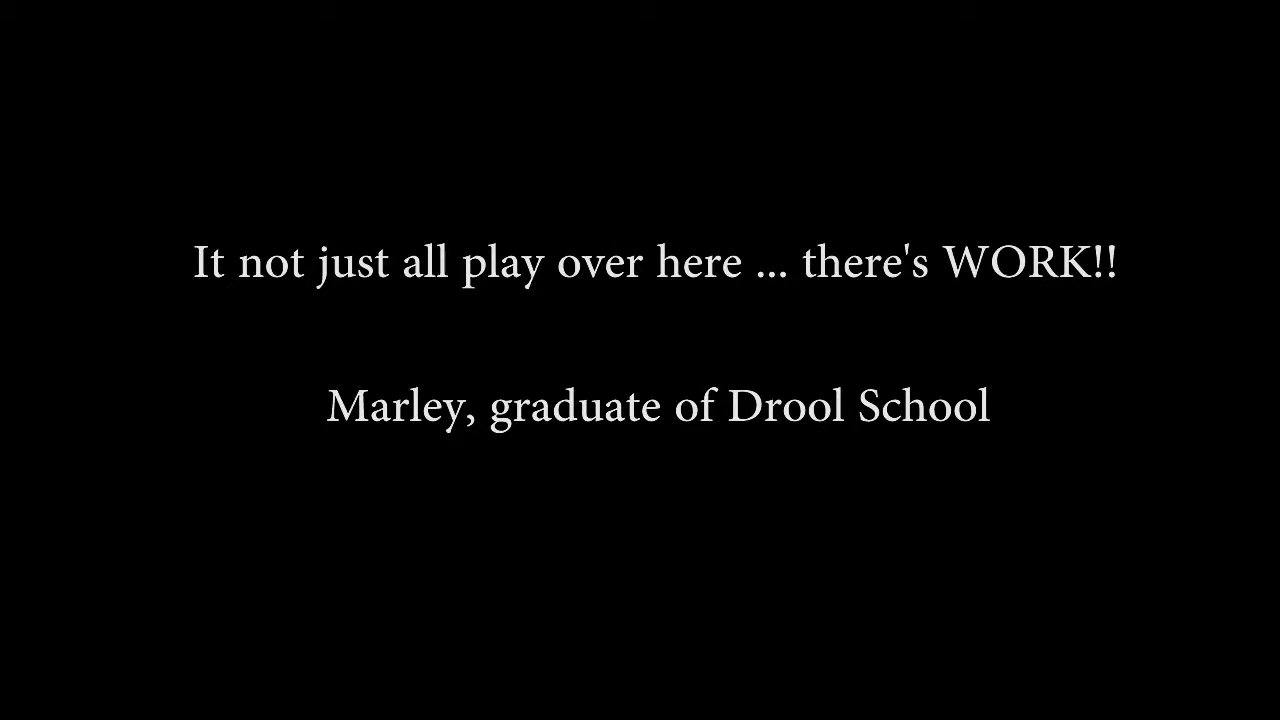 It not just all play over here ... there's WORK!!
Marley, graduate of Drool School